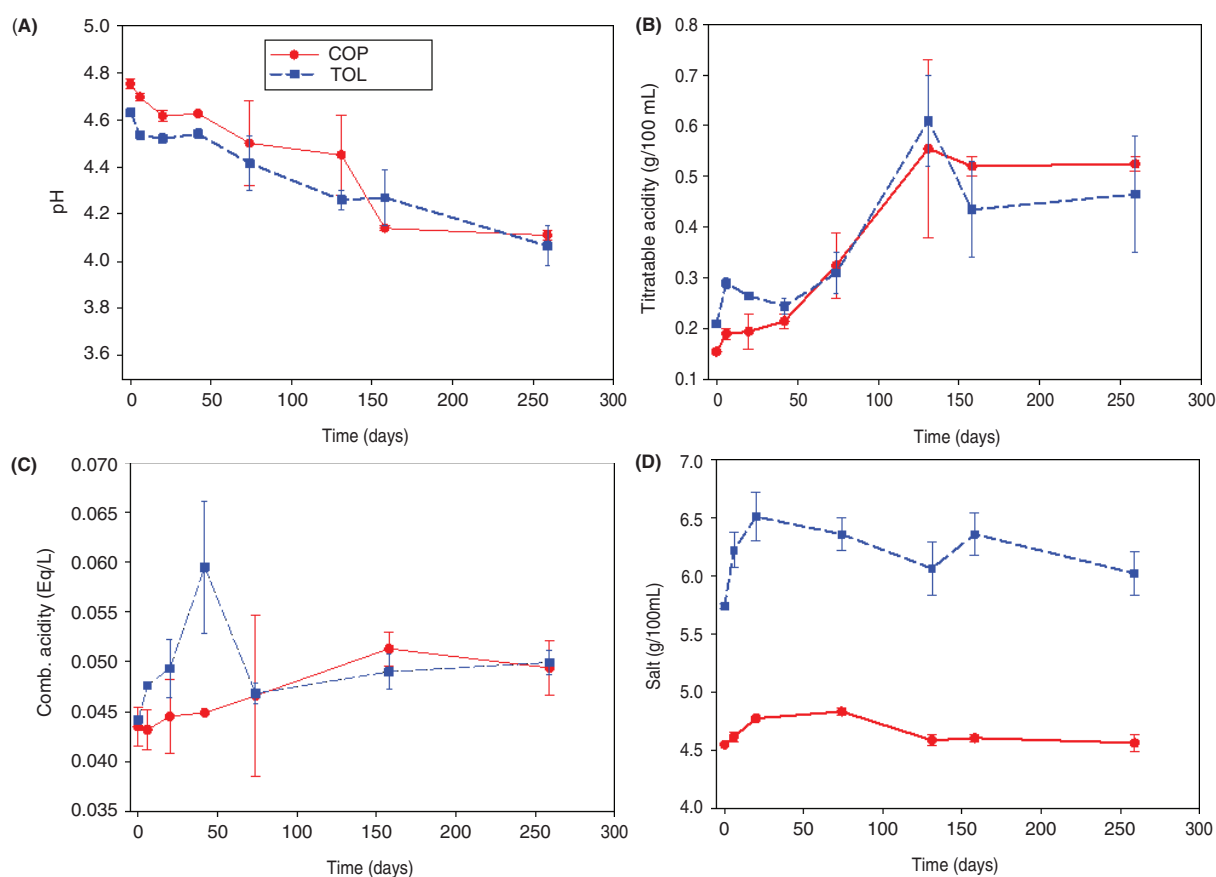 (A)
5.0
4.8
4.6
4.4
4.2
4.0
3.8
3.6
pH
COP
TOL
0 50 100 150 200 250 300
Time (days)
(B)
0.8
0.7
0.6
0.5
0.4
0.3
0.2
0.1
Titratable acidity (g/100 mL)
0 50 100 150 200 250 300
Time (days)
(C)
0.070
0.065
0.060
0.055
0.050
0.045
0.040
0.035
Comb. acidity (Eq/L)
0 50 100 150 200 250 300
Time (days)
(D)
7.0
6.5
6.0
5.5
5.0
4.5
4.0
Salt (g/100mL)
0 50 100 150 200 250 300
Time (days)